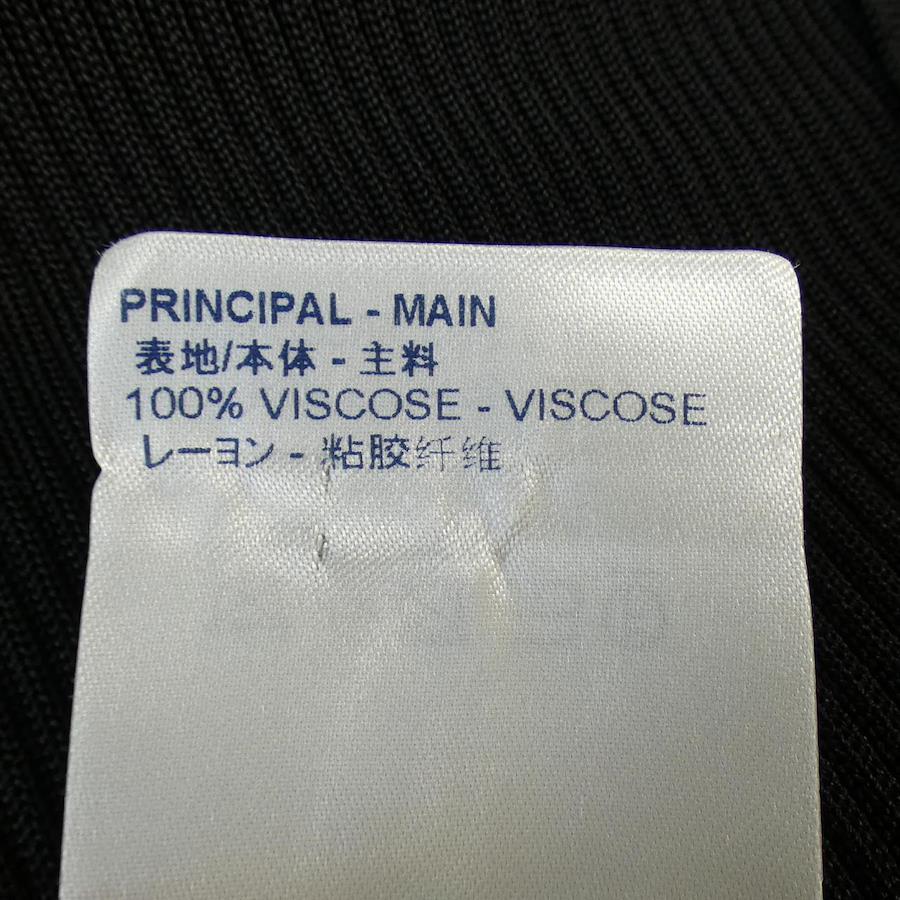 PRINCIPAL - MAIN
表地/本体 - 主料
100% VISCOSE - VISCOSE
レーヨン - 粘胶纤维